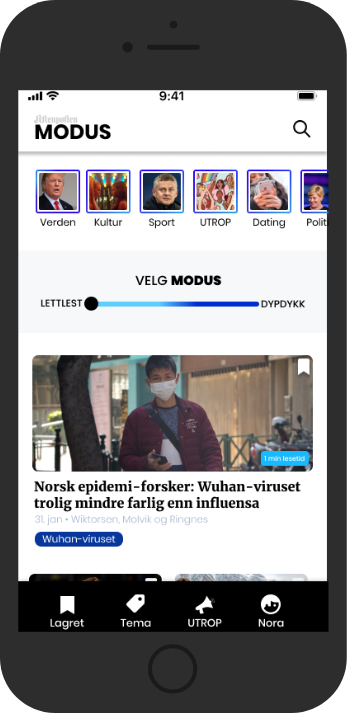 9:41
Aftenposten
MODUS
Verden Kultur Sport UTROP Dating Polit
VELG MODUS
LETTLEST DYPDYKK
1 min lesetid
Norsk epidemi-forsker: Wuhan-viruset
trolig mindre farlig enn influensa
31. jan • Wiktorsen, Molvik og Ringnes
Wuhan-viruset
Lagret Tema UTROP Nora